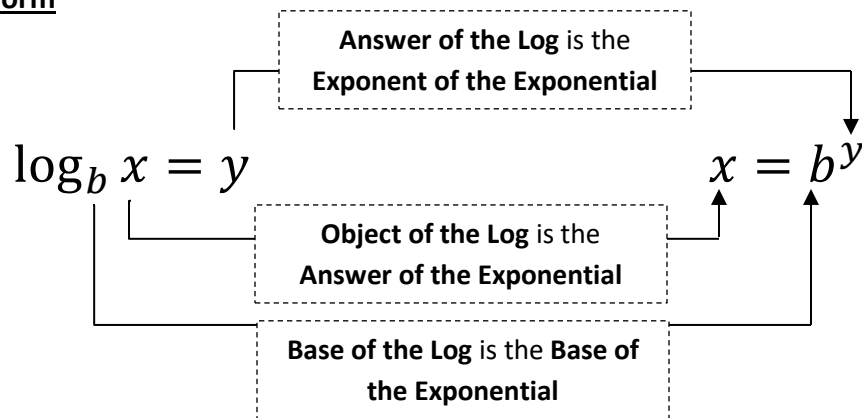 Answer of the Log is the
Exponent of the Exponential
log_b x = y
x = b^y
Object of the Log is the
Answer of the Exponential
Base of the Log is the Base of
the Exponential